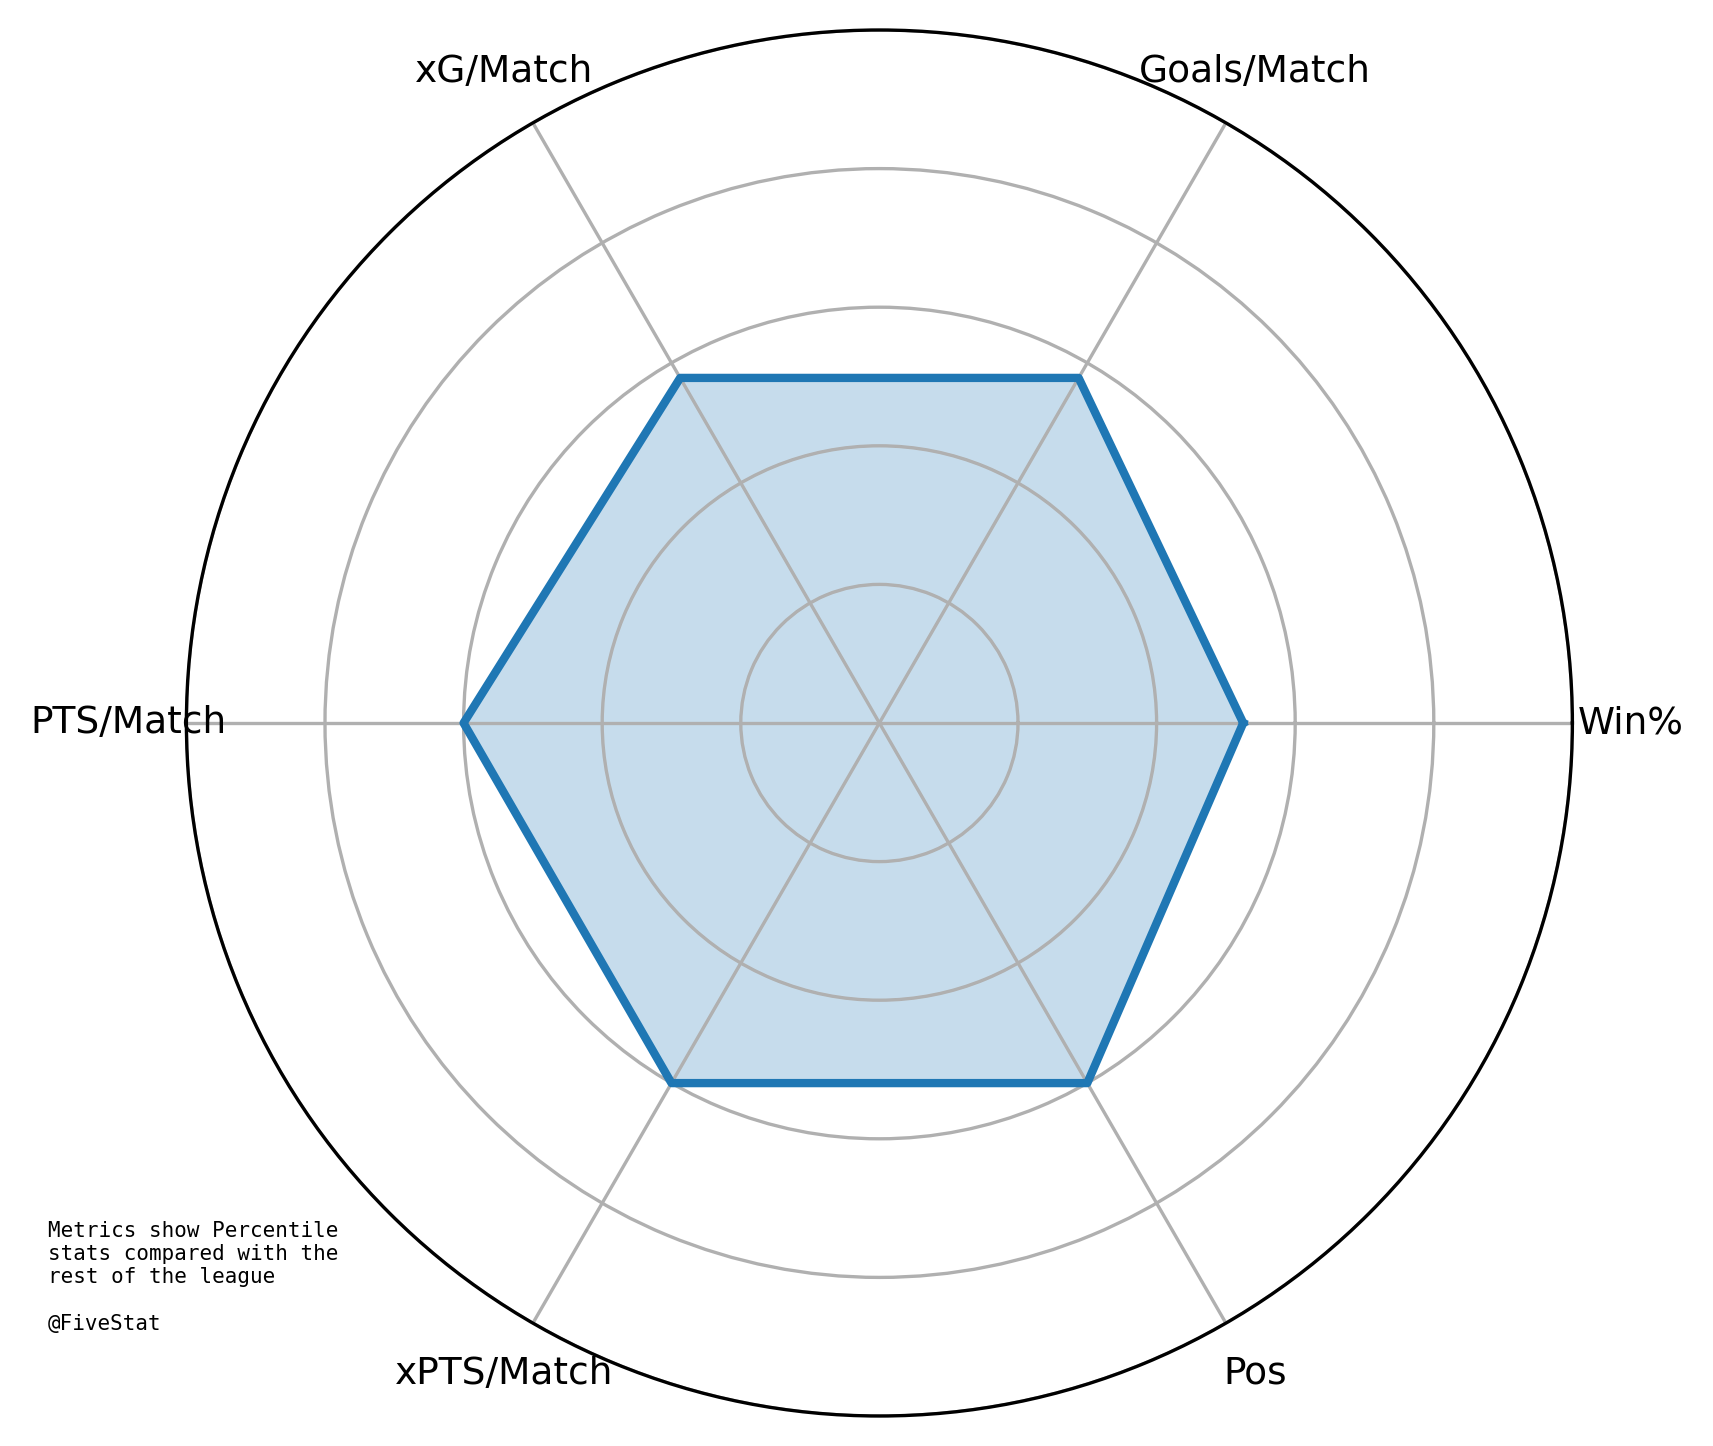 xG/Match
Goals/Match
PTS/Match
Win%
Metrics show Percentile
stats compared with the
rest of the league
@FiveStat
xPTS/Match
Pos